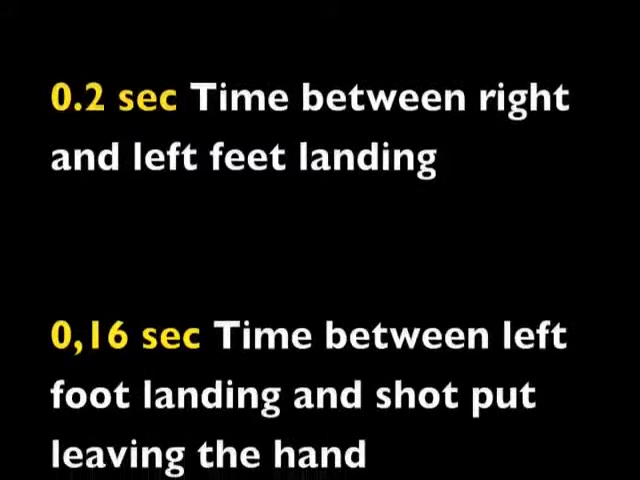 0.2 sec Time between right
and left feet landing
0,16 sec Time between left
foot landing and shot put
leaving the hand